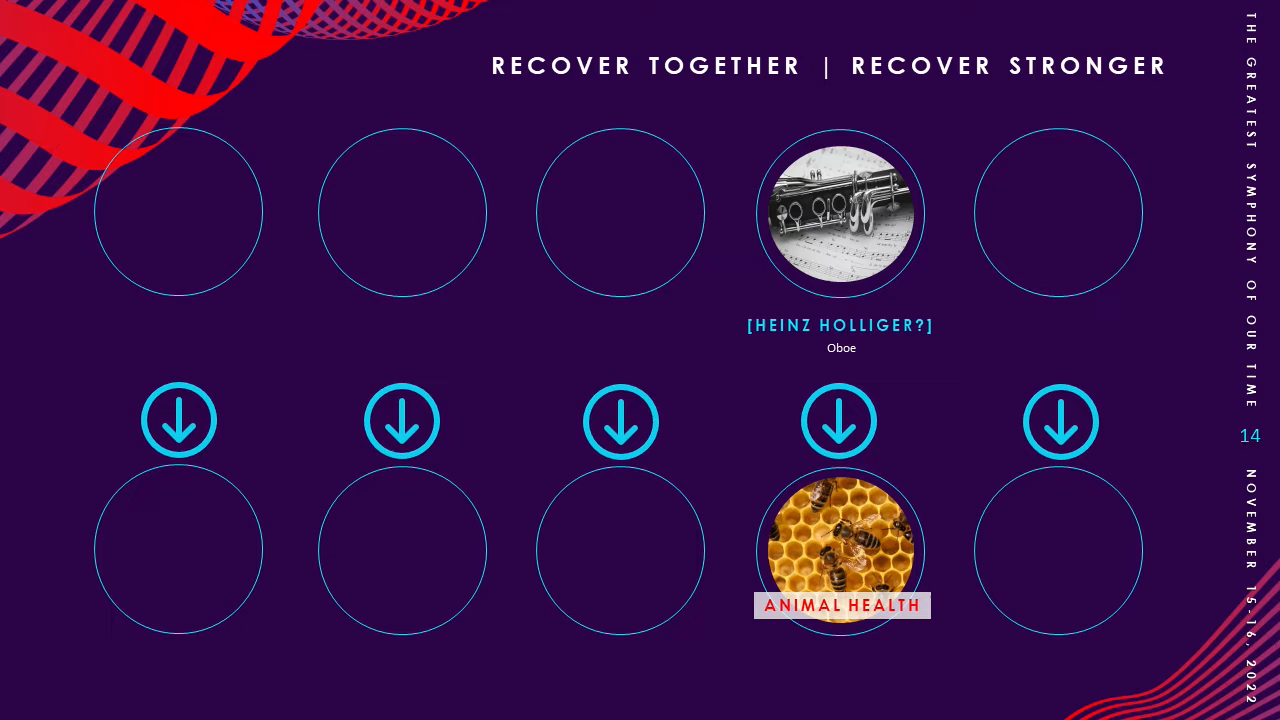 RECOVER TOGETHER | RECOVER STRONGER
[HEINZ HOLLIGER?]
Oboe
ANIMAL HEALTH
THE GREATEST SYMPHONY OF OUR TIME
14
NOVEMBER 15-16, 2022